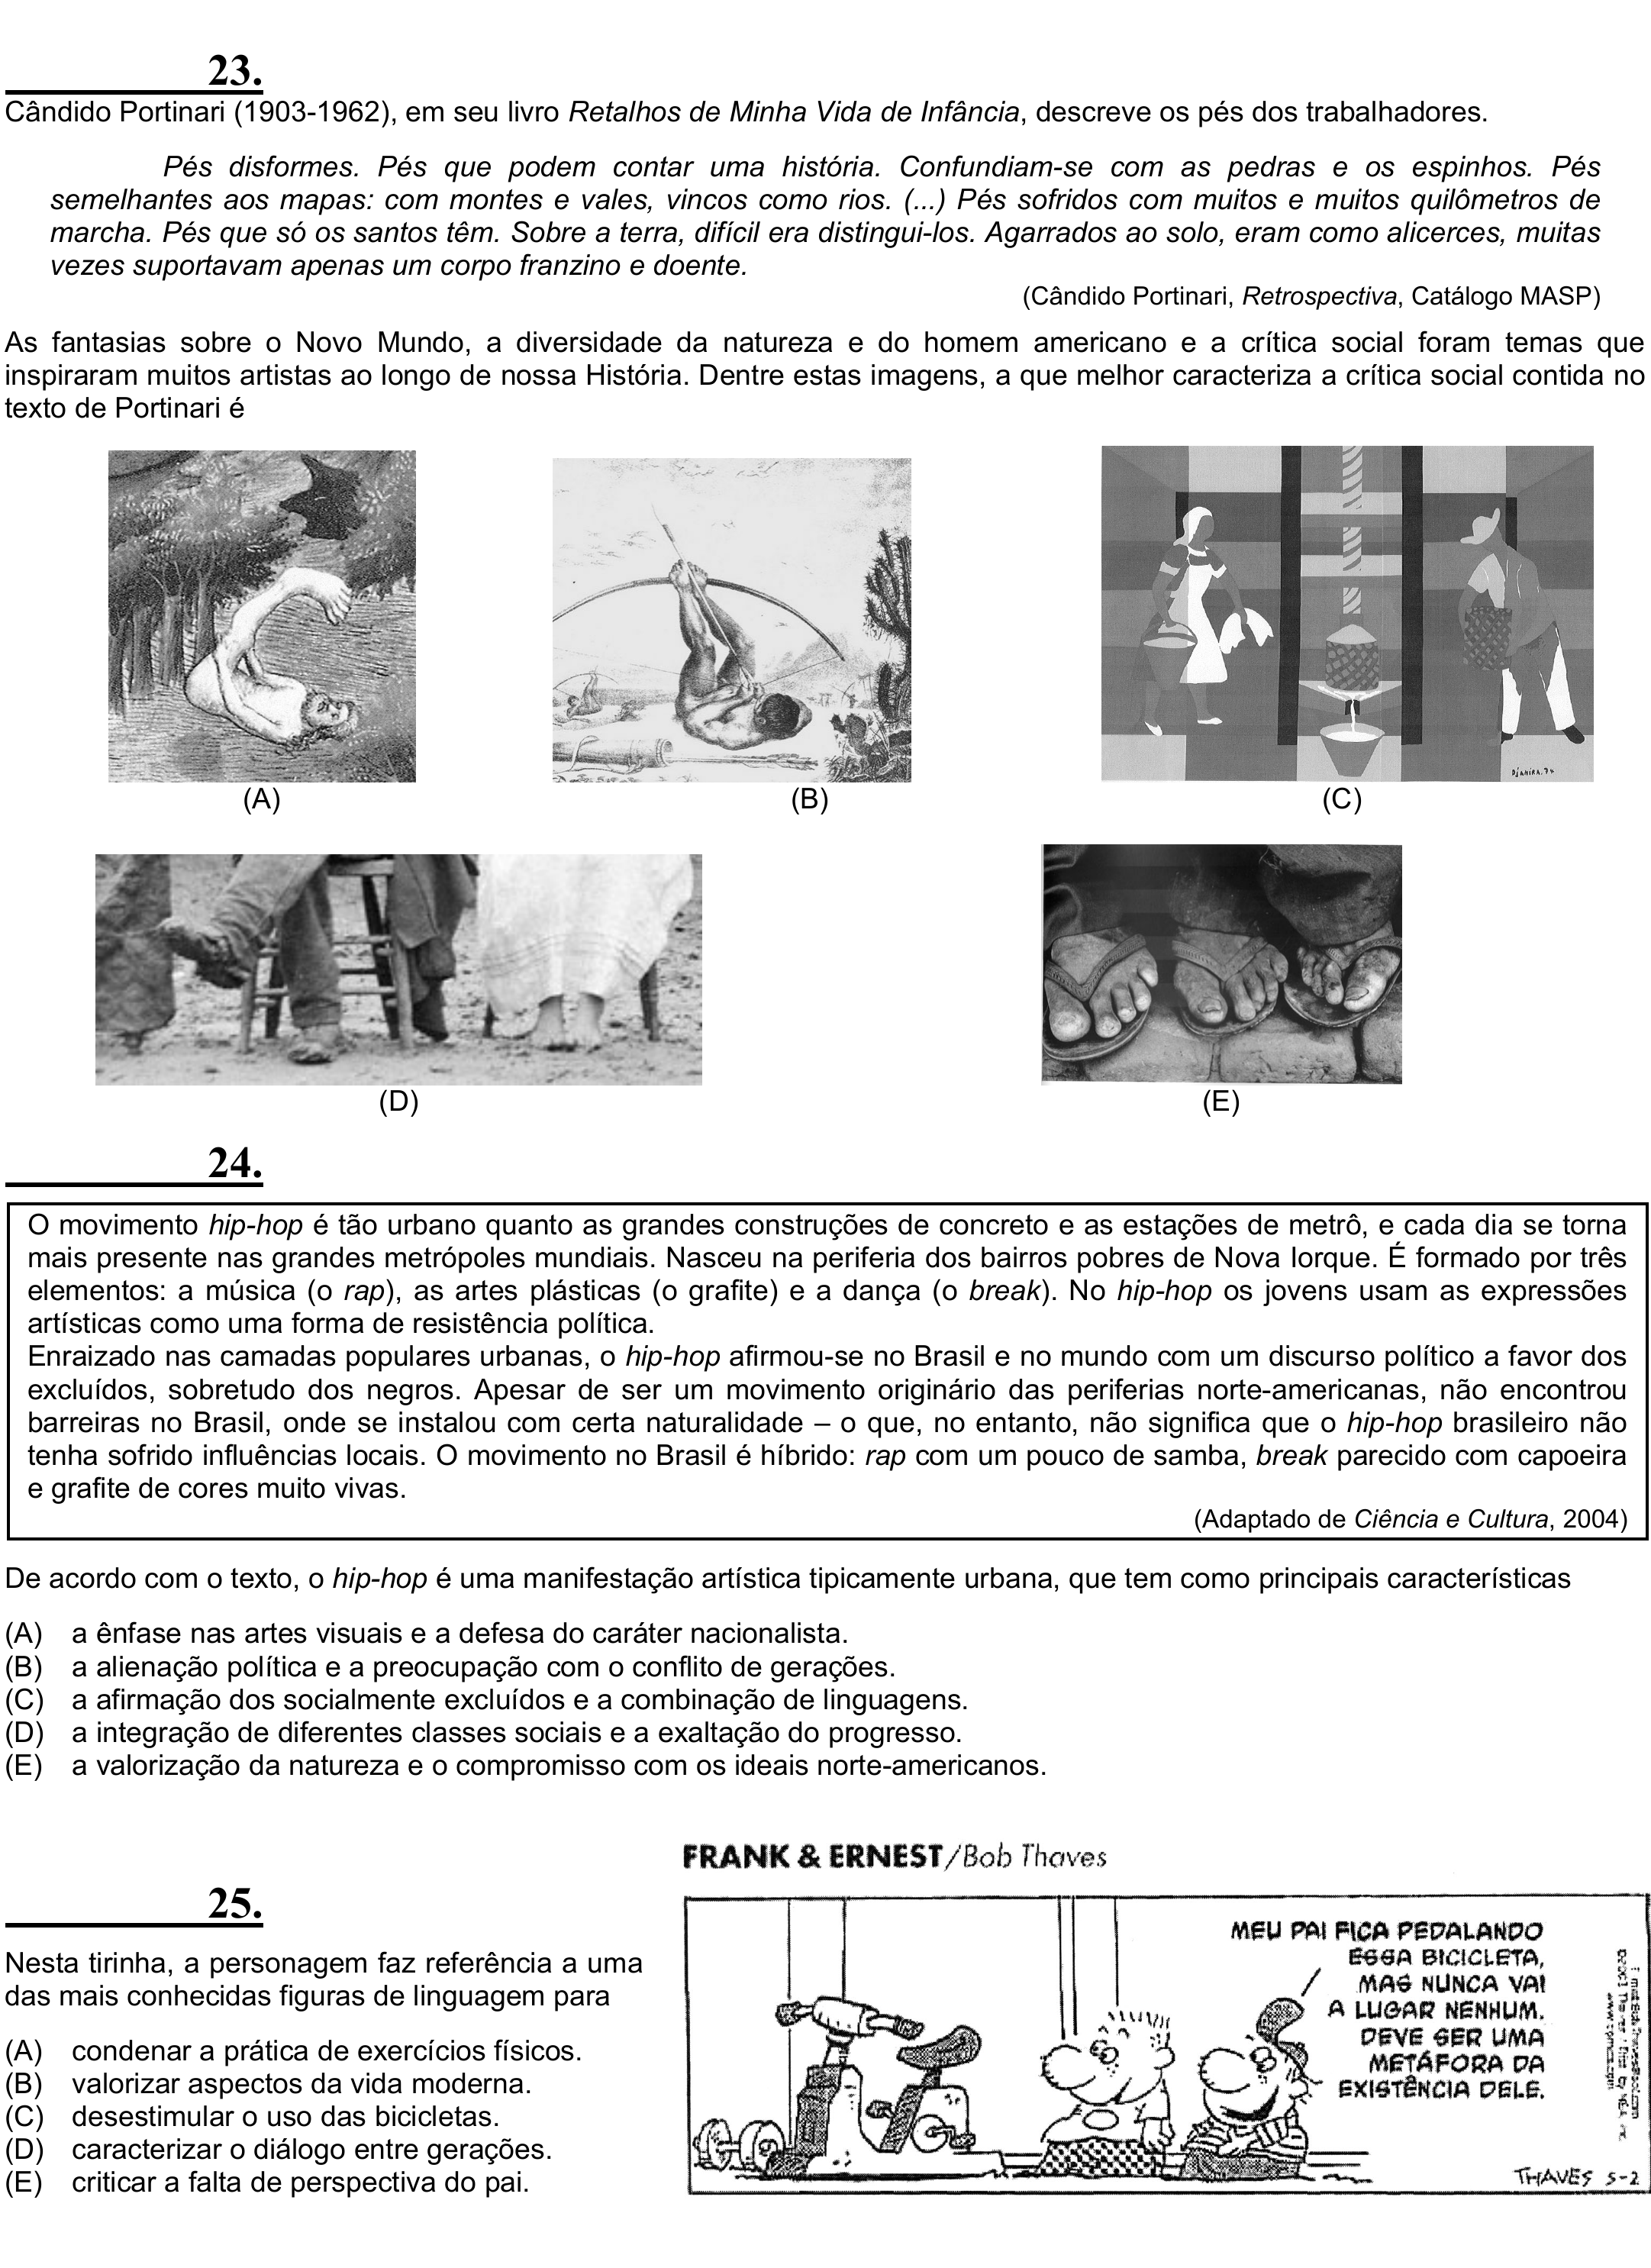 23.
Cândido Portinari (1903-1962), em seu livro Retalhos de Minha Vida de Infância, descreve os pés dos trabalhadores.
Pés disformes. Pés que podem contar uma história. Confundiam-se com as pedras e os espinhos. Pés
semelhantes aos mapas: com montes e vales, vincos como rios. (...) Pés sofridos com muitos e muitos quilômetros de
marcha. Pés que só os santos têm. Sobre a terra, difícil era distingui-los. Agarrados ao solo, eram como alicerces, muitas
vezes suportavam apenas um corpo franzino e doente.
(Cândido Portinari, Retrospectiva, Catálogo MASP)
As fantasias sobre o Novo Mundo, a diversidade da natureza e do homem americano e a crítica social foram temas que
inspiraram muitos artistas ao longo de nossa História. Dentre estas imagens, a que melhor caracteriza a crítica social contida no
texto de Portinari é
DJANIRA.74
(A)
(B)
(C)
(D)
(E)
24.
O movimento hip-hop é tão urbano quanto as grandes construções de concreto e as estações de metrô, e cada dia se torna
mais presente nas grandes metrópoles mundiais. Nasceu na periferia dos bairros pobres de Nova Iorque. É formado por três
elementos: a música (o rap), as artes plásticas (o grafite) e a dança (o break). No hip-hop os jovens usam as expressões
artísticas como uma forma de resistência política.
Enraizado nas camadas populares urbanas, o hip-hop afirmou-se no Brasil e no mundo com um discurso político a favor dos
excluídos, sobretudo dos negros. Apesar de ser um movimento originário das periferias norte-americanas, não encontrou
barreiras no Brasil, onde se instalou com certa naturalidade – o que, no entanto, não significa que o hip-hop brasileiro não
tenha sofrido influências locais. O movimento no Brasil é híbrido: rap com um pouco de samba, break parecido com capoeira
e grafite de cores muito vivas.
(Adaptado de Ciência e Cultura, 2004)
De acordo com o texto, o hip-hop é uma manifestação artística tipicamente urbana, que tem como principais características
(A) a ênfase nas artes visuais e a defesa do caráter nacionalista.
(B) a alienação política e a preocupação com o conflito de gerações.
(C) a afirmação dos socialmente excluídos e a combinação de linguagens.
(D) a integração de diferentes classes sociais e a exaltação do progresso.
(E) a valorização da natureza e o compromisso com os ideais norte-americanos.
25.
Nesta tirinha, a personagem faz referência a uma
das mais conhecidas figuras de linguagem para
(A) condenar a prática de exercícios físicos.
(B) valorizar aspectos da vida moderna.
(C) desestimular o uso das bicicletas.
(D) caracterizar o diálogo entre gerações.
(E) criticar a falta de perspectiva do pai.
FRANK & ERNEST/Bob Thaves
MEU PAI FICA PEDALANDO
ESSA BICICLETA,
MAS NUNCA VAI
A LUGAR NENHUM.
DEVE SER UMA
METÁFORA DA
EXISTÊNCIA DELE.
THAVES 5-2